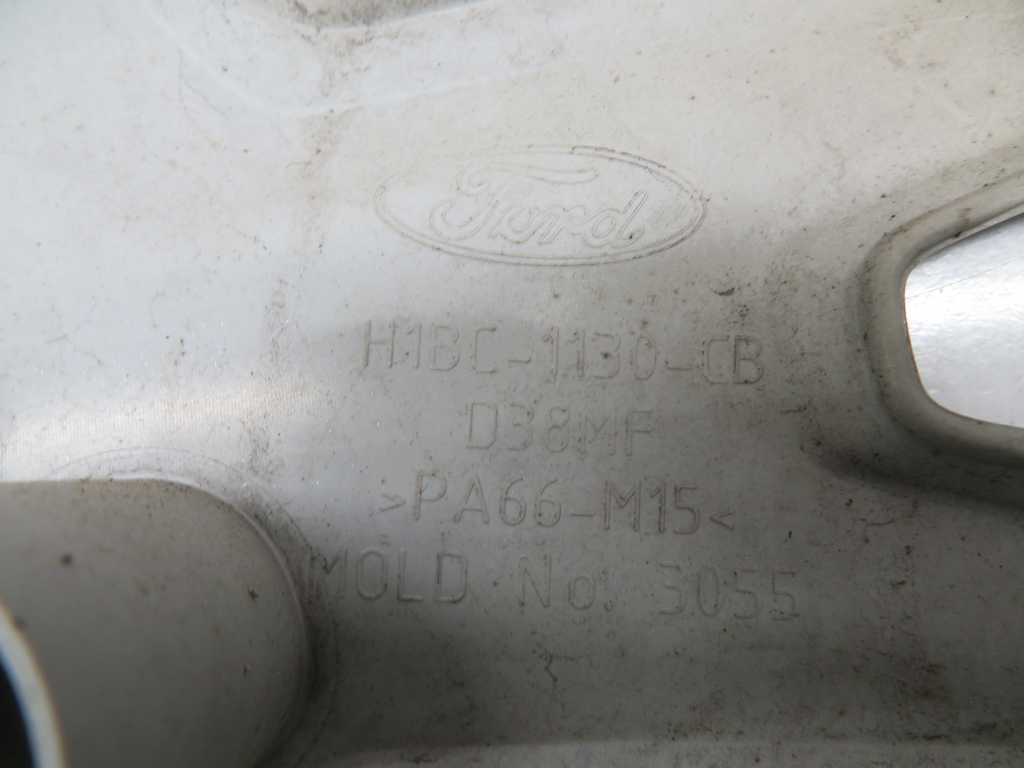 Ford
H1BC-1130-CB
D38MF
>PA66-M15<
MOLD No. 3055